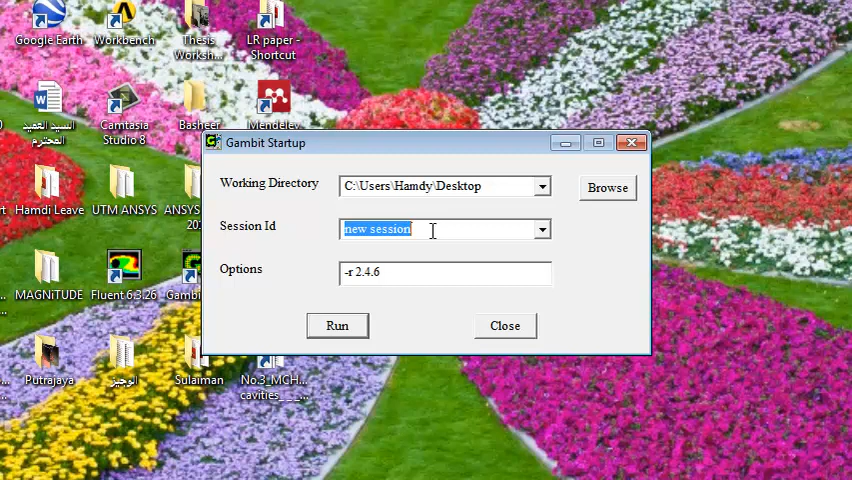 Google Earth
Workbench
Thesis
Worksh...
LR paper -
Shortcut
السيد العميد
المحترم
Camtasia
Studio 8
Basheer
Mendeley
Gambit Startup
Working Directory
C:\Users\Hamdy\Desktop
Browse
Session Id
new session
Options
-r 2.4.6
Run
Close
Hamdi Leave
UTM ANSYS
ANSYS
MAGNiTUDE
Fluent 6.3.26
Putrajaya
الوجيز
Sulaiman
No.3_MCH...
cavities_ _ _...